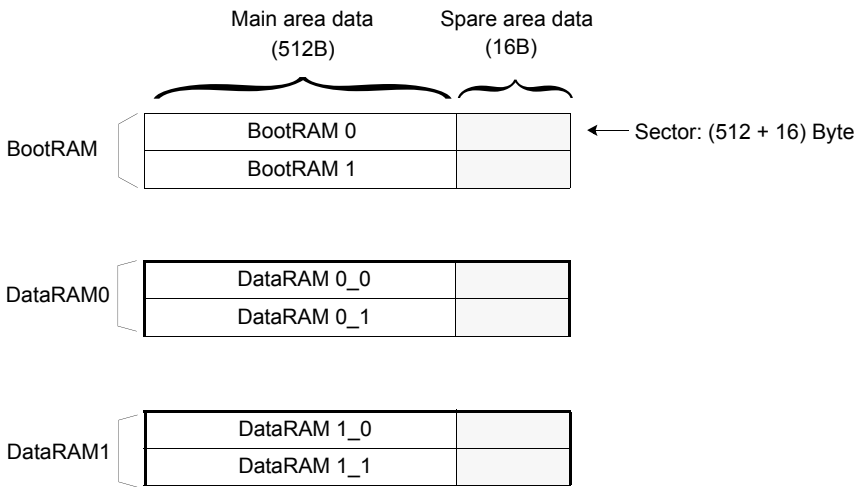 Main area data
(512B)
Spare area data
(16B)
BootRAM
BootRAM 0
BootRAM 1
Sector: (512 + 16) Byte
DataRAM0
DataRAM 0_0
DataRAM 0_1
DataRAM1
DataRAM 1_0
DataRAM 1_1